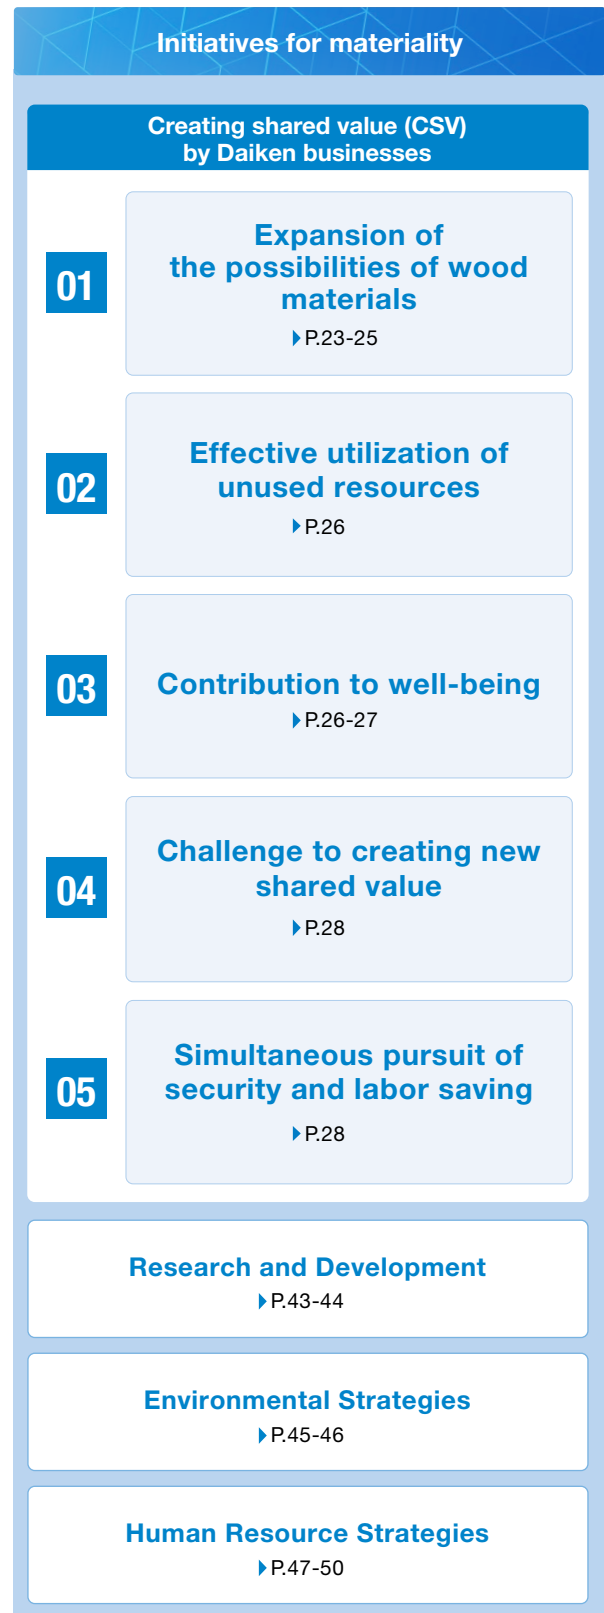 Initiatives for materiality
Creating shared value (CSV)
by Daiken businesses
01
Expansion of
the possibilities of wood
materials
P.23-25
02
Effective utilization of
unused resources
P.26
03
Contribution to well-being
P.26-27
04
Challenge to creating new
shared value
P.28
05
Simultaneous pursuit of
security and labor saving
P.28
Research and Development
P.43-44
Environmental Strategies
P.45-46
Human Resource Strategies
P.47-50